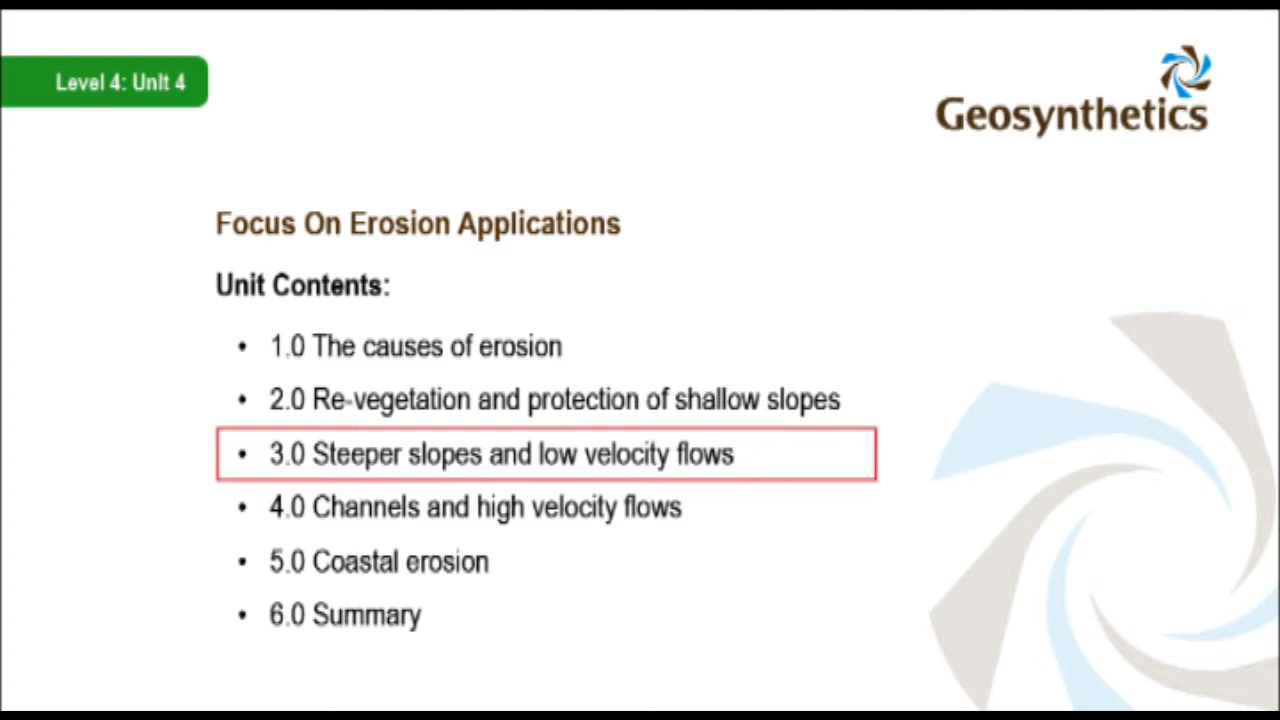 Level 4: Unit 4
Geosynthetics
Focus On Erosion Applications
Unit Contents:
• 1.0 The causes of erosion
• 2.0 Re-vegetation and protection of shallow slopes
• 3.0 Steeper slopes and low velocity flows
• 4.0 Channels and high velocity flows
• 5.0 Coastal erosion
• 6.0 Summary